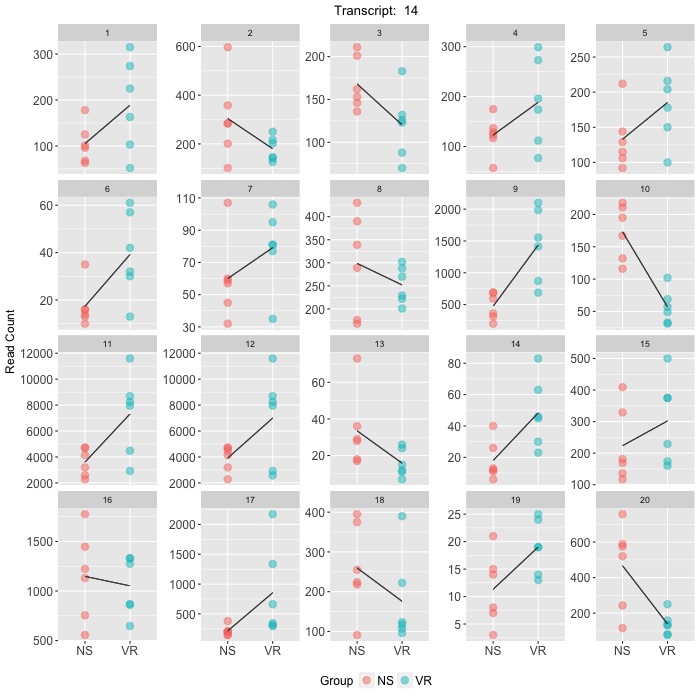 Transcript: 14
1 2 3 4 5
300 200 100
600 400 200
200 150 100
300 200 100
250 200 150 100
6 7 8 9 10
60 40 20
110 90 70 50 30
400 350 300 250 200
2000 1500 1000 500
200 150 100 50
Read Count
11 12 13 14 15
12000 10000 8000 6000 4000 2000
12000 10000 8000 6000 4000 2000
60 40 20
80 60 40 20
500 400 300 200 100
16 17 18 19 20
1500 1000 500
2000 1500 1000 500
400 300 200 100
25 20 15 10 5
600 400 200
NS VR NS VR NS VR NS VR NS VR
Group NS VR